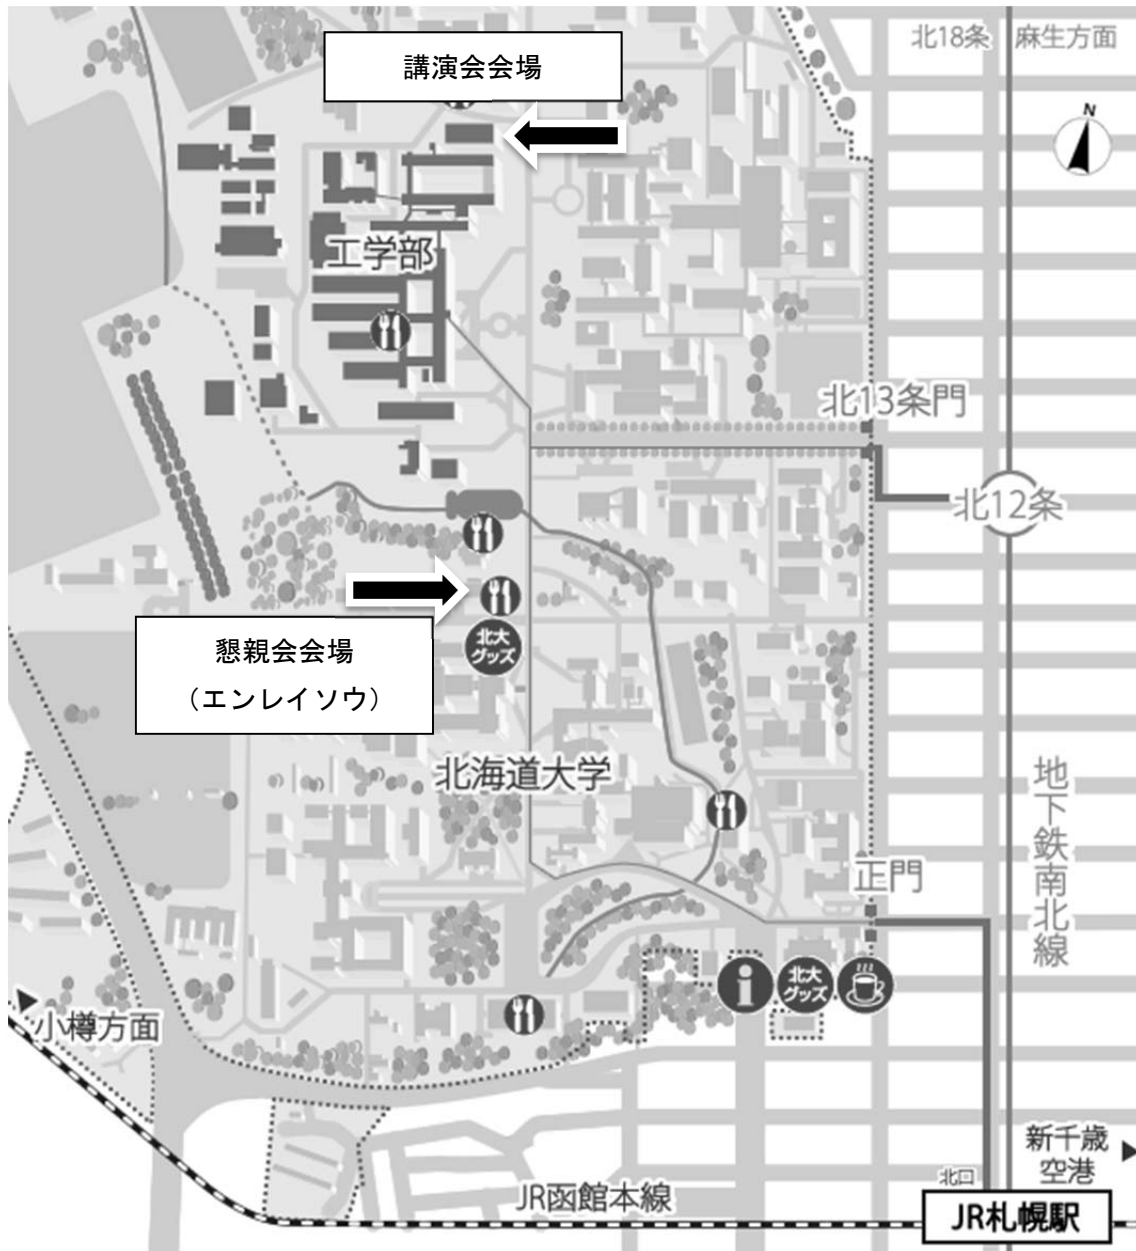 北18条
麻生方面
講演会会場
N
工学部
北13条門
北12条
懇親会会場
（エンレイソウ）
北大
グッズ
北海道大学
地下鉄南北線
正門
北大
グッズ
小樽方面
新千歳
空港
北口
JR函館本線
JR札幌駅